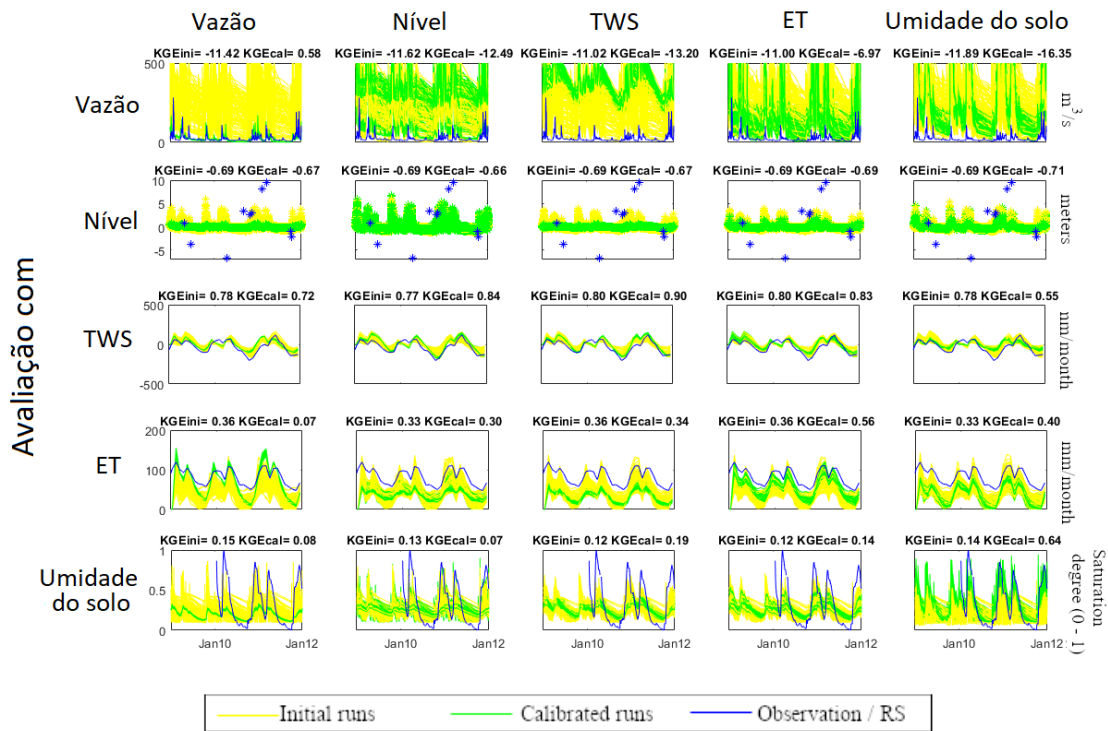 Vazão Nível TWS ET Umidade do solo
Avaliação com
Vazão
KGEini= -11.42 KGEcal= 0.58
KGEini= -11.62 KGEcal= -12.49
KGEini= -11.02 KGEcal= -13.20
KGEini= -11.00 KGEcal= -6.97
KGEini= -11.89 KGEcal= -16.35
500
0
m³/s
Nível
KGEini= -0.69 KGEcal= -0.67
KGEini= -0.69 KGEcal= -0.66
KGEini= -0.69 KGEcal= -0.67
KGEini= -0.69 KGEcal= -0.69
KGEini= -0.69 KGEcal= -0.71
10
5
0
-5
meters
TWS
KGEini= 0.78 KGEcal= 0.72
KGEini= 0.77 KGEcal= 0.84
KGEini= 0.80 KGEcal= 0.90
KGEini= 0.80 KGEcal= 0.83
KGEini= 0.78 KGEcal= 0.55
500
0
-500
mm/month
ET
KGEini= 0.36 KGEcal= 0.07
KGEini= 0.33 KGEcal= 0.30
KGEini= 0.36 KGEcal= 0.34
KGEini= 0.36 KGEcal= 0.56
KGEini= 0.33 KGEcal= 0.40
200
100
0
mm/month
Umidade
do solo
KGEini= 0.15 KGEcal= 0.08
KGEini= 0.13 KGEcal= 0.07
KGEini= 0.12 KGEcal= 0.19
KGEini= 0.12 KGEcal= 0.14
KGEini= 0.14 KGEcal= 0.64
1
0.5
0
Saturation
degree (0 - 1)
Jan10 Jan12 Jan10 Jan12 Jan10 Jan12 Jan10 Jan12 Jan10 Jan12
Initial runs Calibrated runs Observation / RS